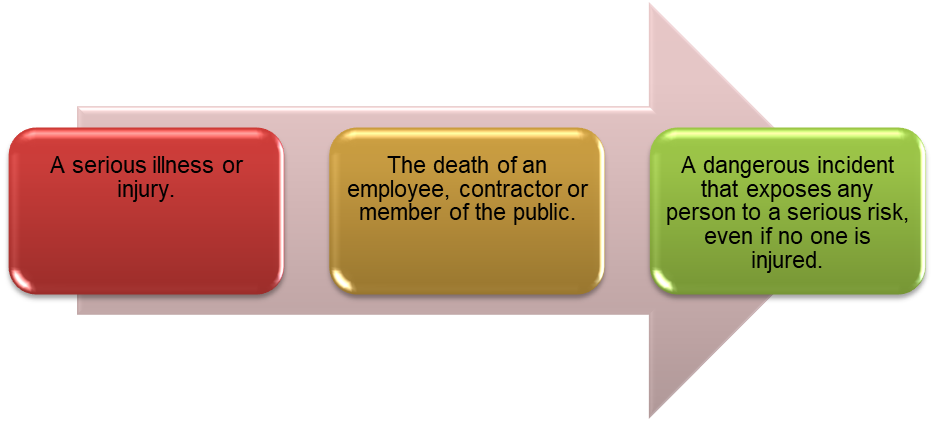 A serious illness or
injury.
The death of an
employee, contractor or
member of the public.
A dangerous incident
that exposes any
person to a serious risk,
even if no one is
injured.